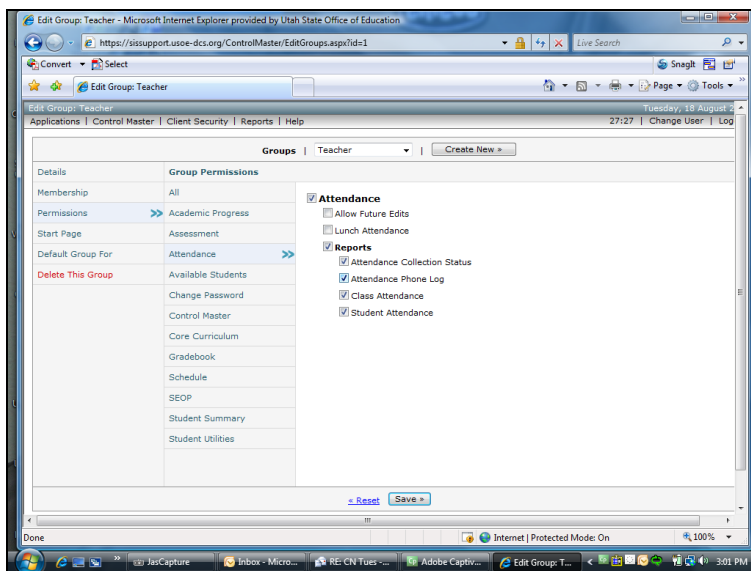 Edit Group: Teacher - Microsoft Internet Explorer provided by Utah State Office of Education
https://sissupport.usoe-dcs.org/ControlMaster/EditGroups.aspx?id=1
Live Search
Convert Select
SnagIt
Edit Group: Teacher
Page Tools
Edit Group: Teacher
Tuesday, 18 August 2
Applications | Control Master | Client Security | Reports | Help
27:27 | Change User | Log
Groups | Teacher | Create New »
Details
Membership
Permissions
Start Page
Default Group For
Delete This Group
Group Permissions
All
Academic Progress
Assessment
Attendance
Available Students
Change Password
Control Master
Core Curriculum
Gradebook
Schedule
SEOP
Student Summary
Student Utilities
Attendance
Allow Future Edits
Lunch Attendance
Reports
Attendance Collection Status
Attendance Phone Log
Class Attendance
Student Attendance
« Reset Save »
Done
Internet | Protected Mode: On
100%
JasCapture
Inbox - Micro...
RE: CN Tues -...
Adobe Captiv...
Edit Group: T...
3:01 PM